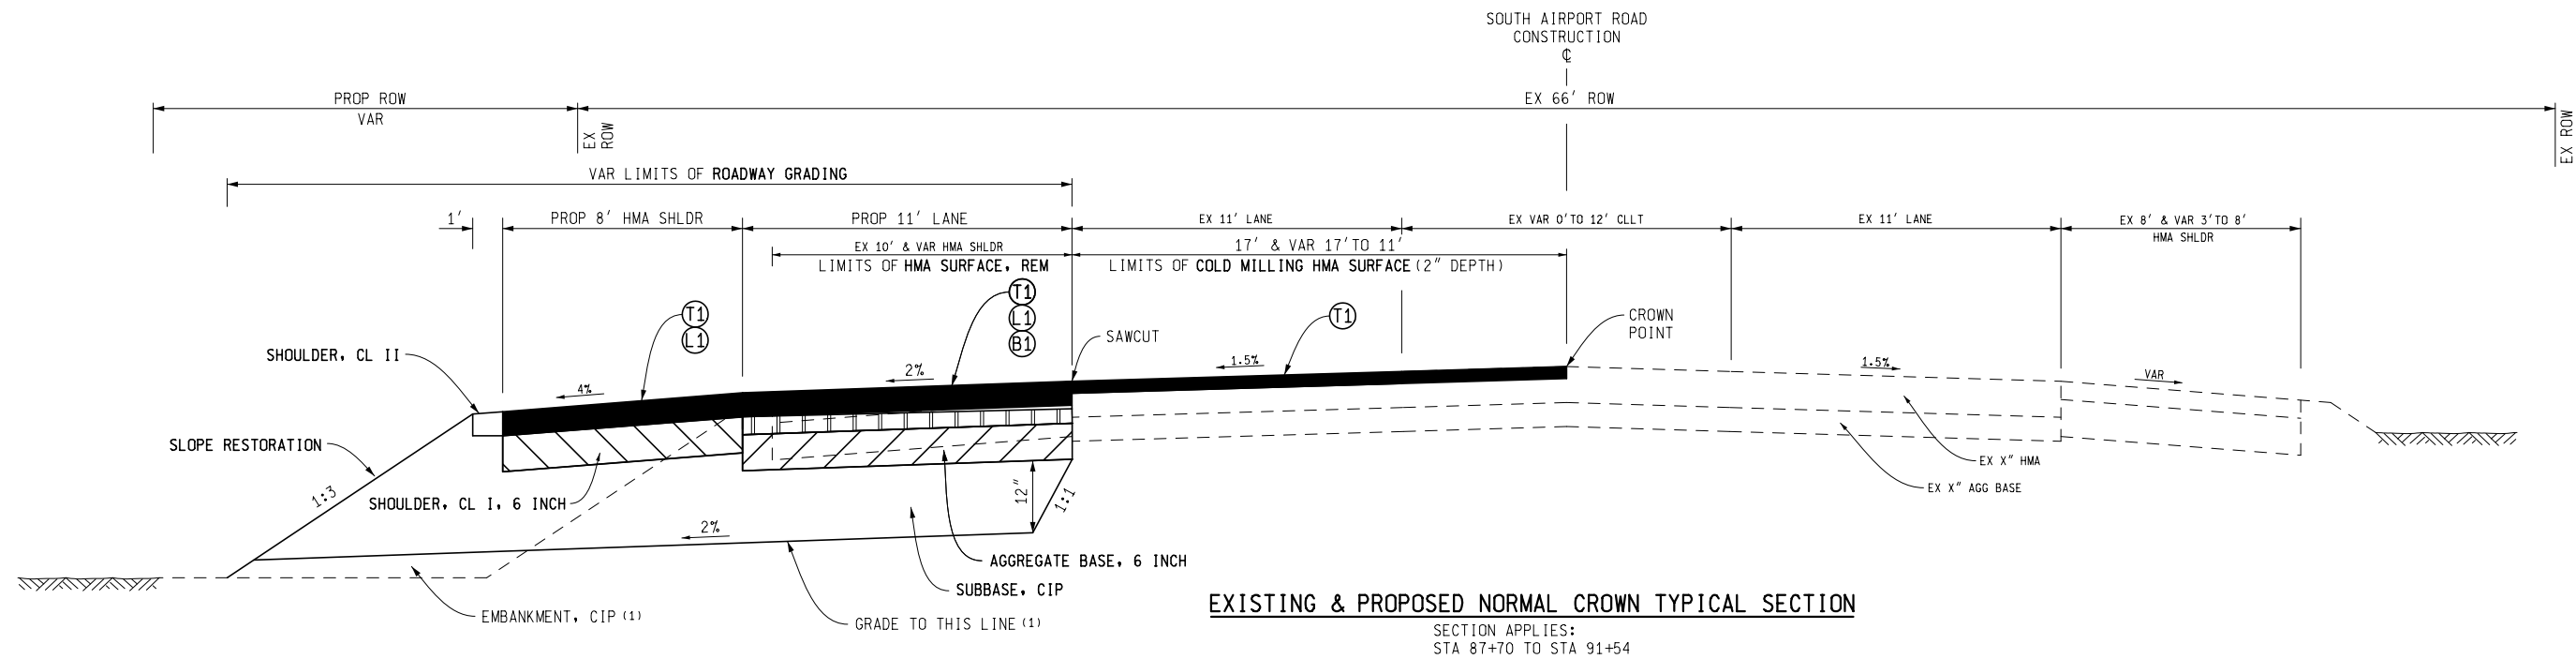 SOUTH AIRPORT ROAD
CONSTRUCTION
℄
PROP ROW
VAR
EX
ROW
EX 66' ROW
EX ROW
VAR LIMITS OF ROADWAY GRADING
1'
PROP 8' HMA SHLDR
PROP 11' LANE
EX 11' LANE
EX VAR 0'TO 12' CLLT
EX 11' LANE
EX 8' & VAR 3'TO 8'
HMA SHLDR
EX 10' & VAR HMA SHLDR
LIMITS OF HMA SURFACE, REM
17' & VAR 17'TO 11'
LIMITS OF COLD MILLING HMA SURFACE (2" DEPTH)
T1
L1
T1
L1
B1
T1
SAWCUT
CROWN
POINT
SHOULDER, CL II
4%
2%
1.5%
1.5%
VAR
SLOPE RESTORATION
1:3
SHOULDER, CL I, 6 INCH
12"
1:1
2%
EX X" HMA
EX X" AGG BASE
AGGREGATE BASE, 6 INCH
SUBBASE, CIP
EMBANKMENT, CIP (1)
GRADE TO THIS LINE (1)
EXISTING & PROPOSED NORMAL CROWN TYPICAL SECTION
SECTION APPLIES:
STA 87+70 TO STA 91+54